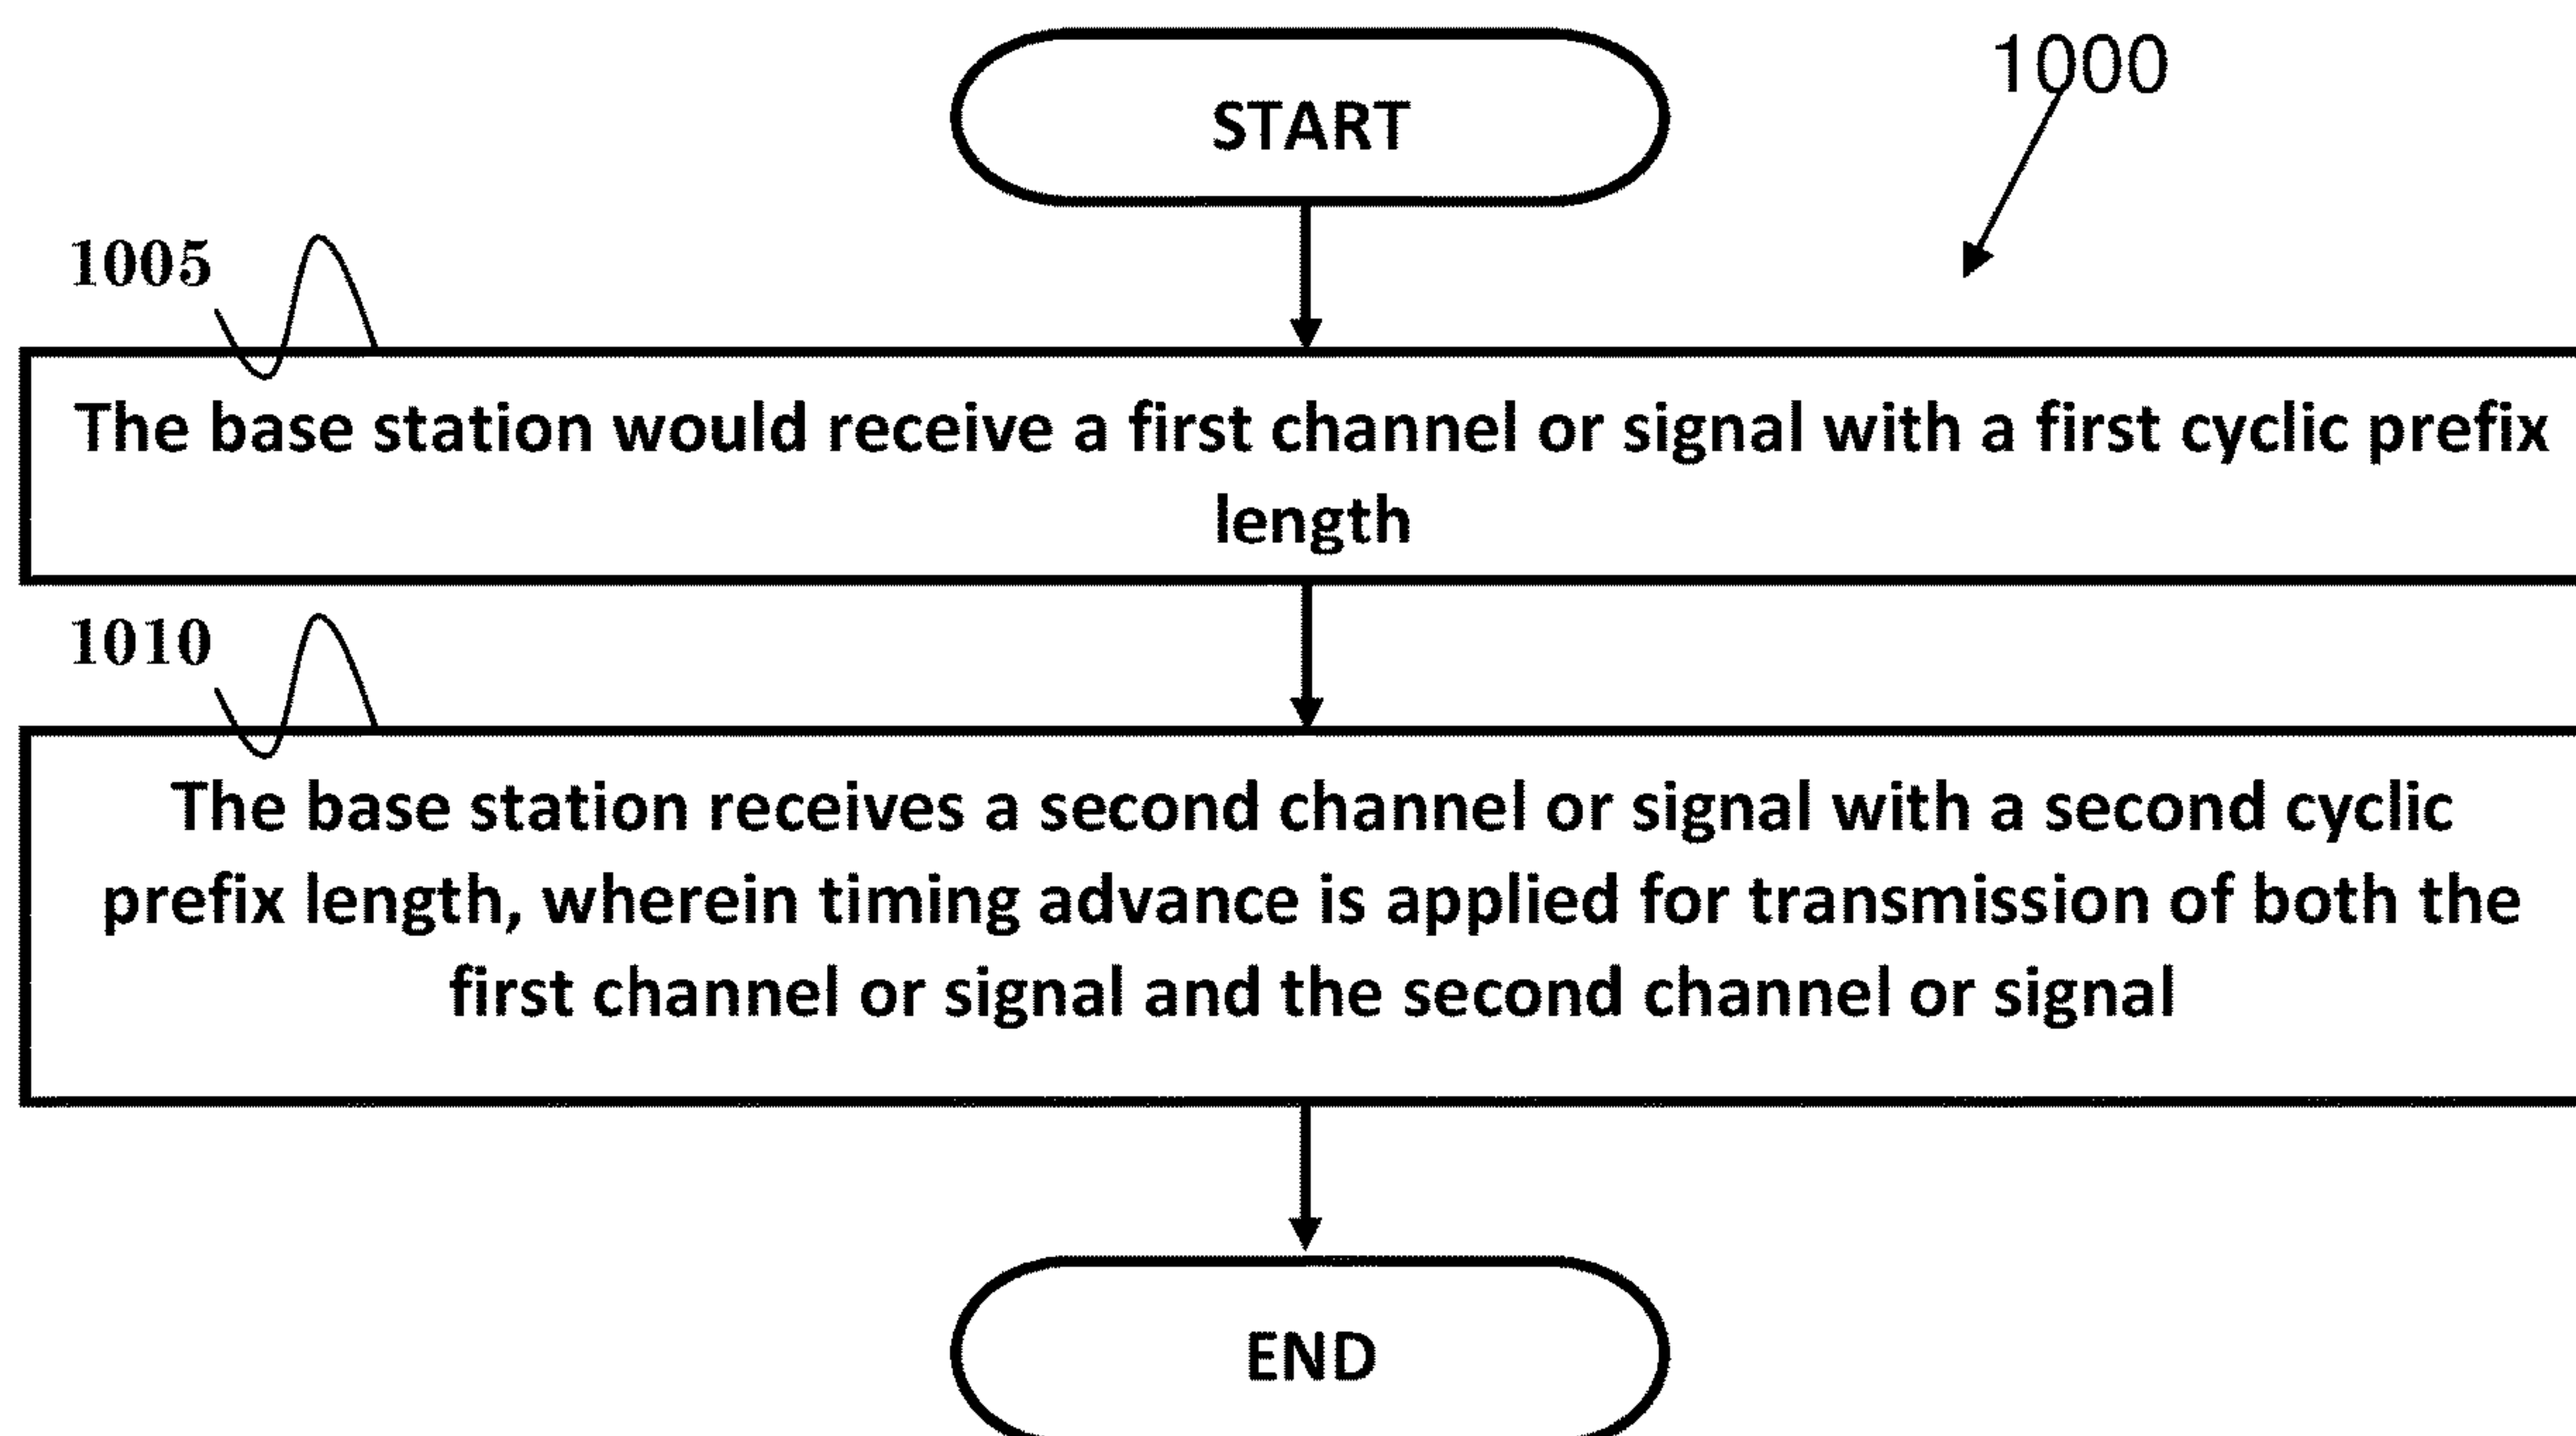 START
1000
1005
The base station would receive a first channel or signal with a first cyclic prefix
length
1010
The base station receives a second channel or signal with a second cyclic
prefix length, wherein timing advance is applied for transmission of both the
first channel or signal and the second channel or signal
END